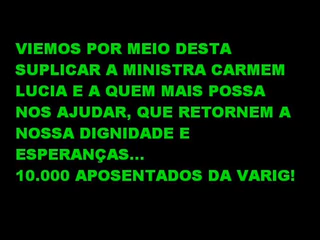 VIEMOS POR MEIO DESTA
SUPLICAR A MINISTRA CARMEM
LUCIA E A QUEM MAIS POSSA
NOS AJUDAR, QUE RETORNEM A
NOSSA DIGNIDADE E
ESPERANÇAS...
10.000 APOSENTADOS DA VARIG!